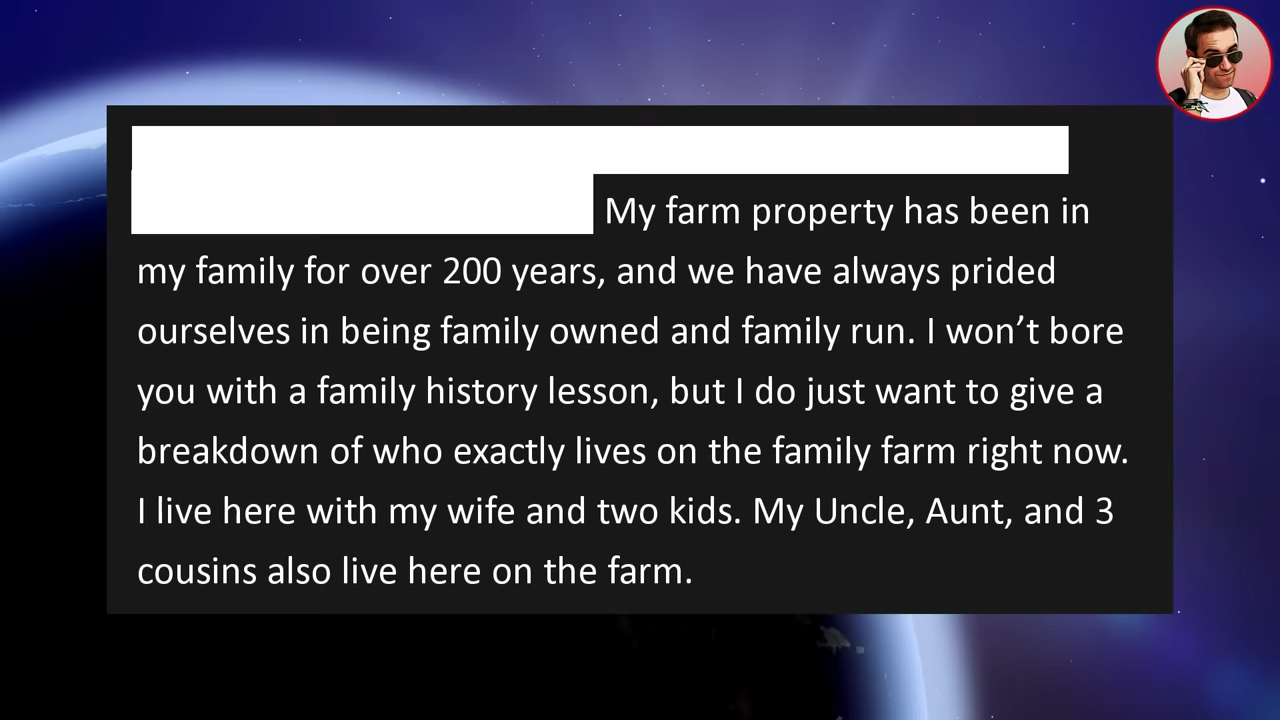 My farm property has been in
my family for over 200 years, and we have always prided
ourselves in being family owned and family run. I won’t bore
you with a family history lesson, but I do just want to give a
breakdown of who exactly lives on the family farm right now.
I live here with my wife and two kids. My Uncle, Aunt, and 3
cousins also live here on the farm.